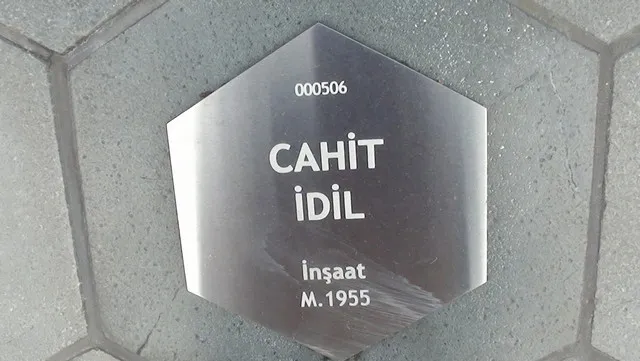 000506
CAHİT
İDİL
İnşaat
M.1955